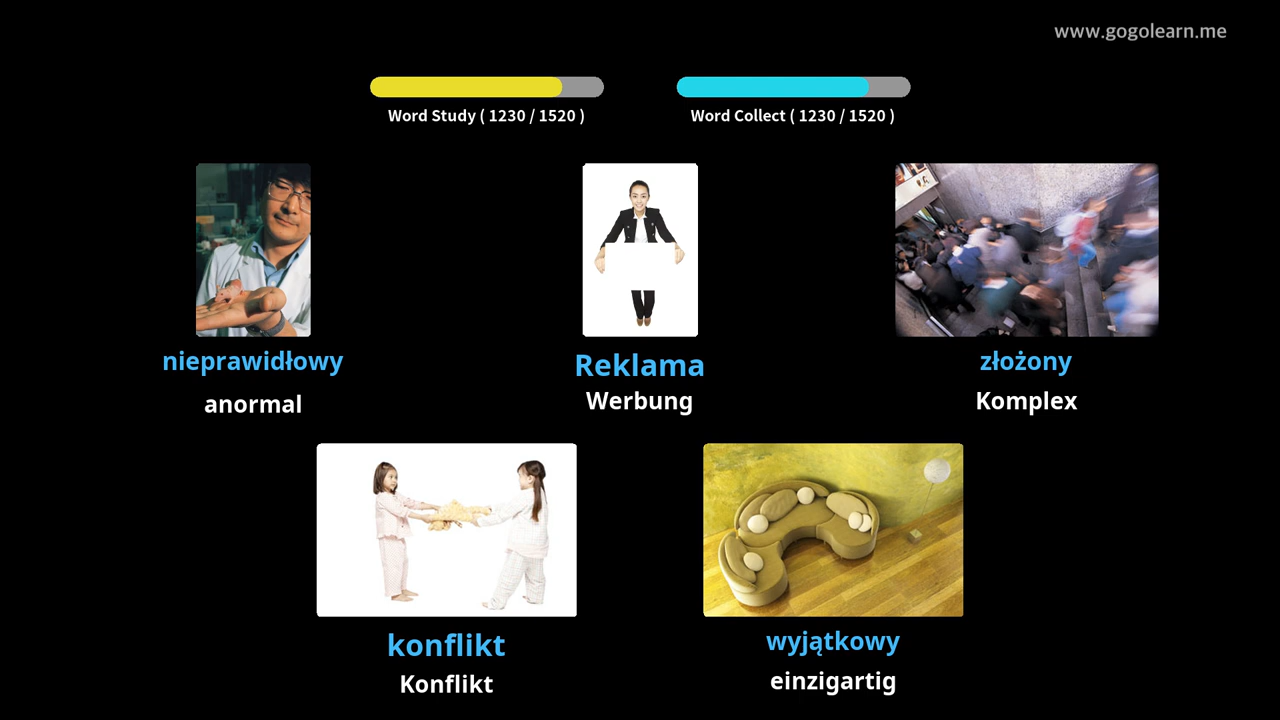 www.gogolearn.me
Word Study ( 1230 / 1520 )
Word Collect ( 1230 / 1520 )
nieprawidłowy
anormal
Reklama
Werbung
złożony
Komplex
konflikt
Konflikt
wyjątkowy
einzigartig